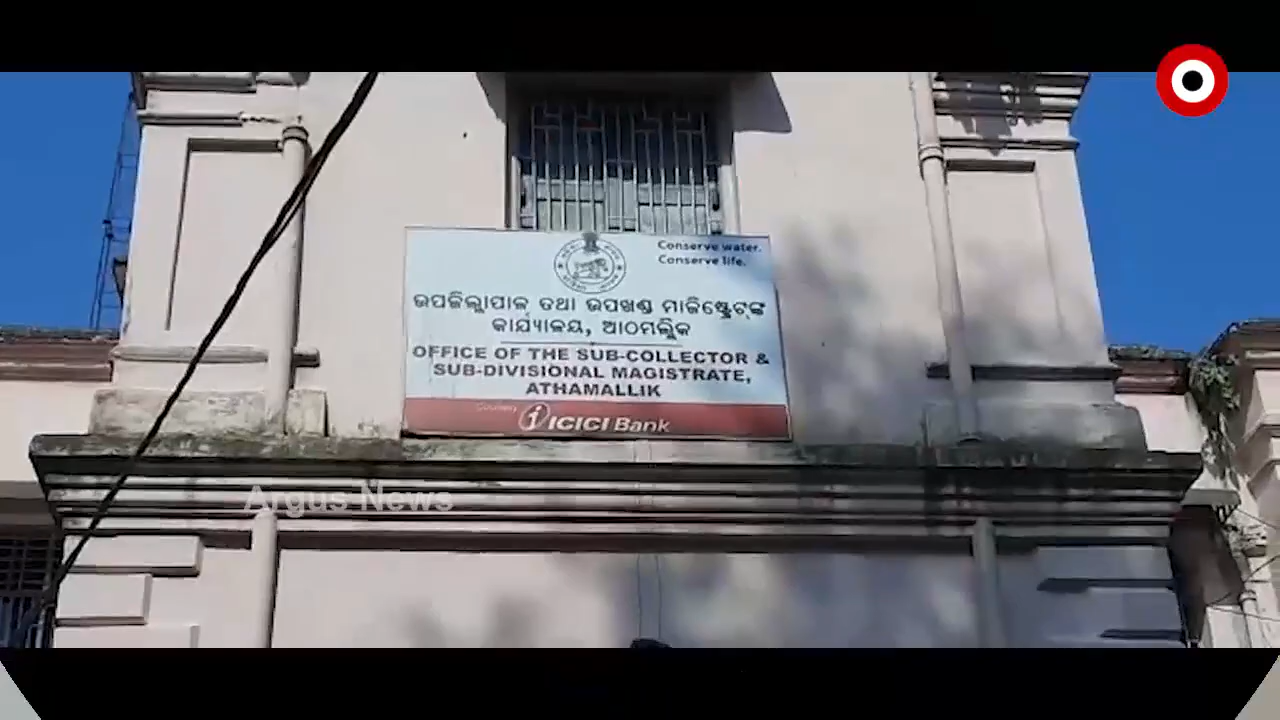 Conserve water.
Conserve life.
ଉପଜିଲ୍ଲାପାଳ ତଥା ଉପଖଣ୍ଡ ମାଜିଷ୍ଟ୍ରେଟ୍‌ଙ୍କ
କାର୍ଯ୍ୟାଳୟ, ଆଠମଲ୍ଲିକ
OFFICE OF THE SUB-COLLECTOR &
SUB-DIVISIONAL MAGISTRATE,
ATHAMALLIK
Courtesy
ICICI Bank
Argus News